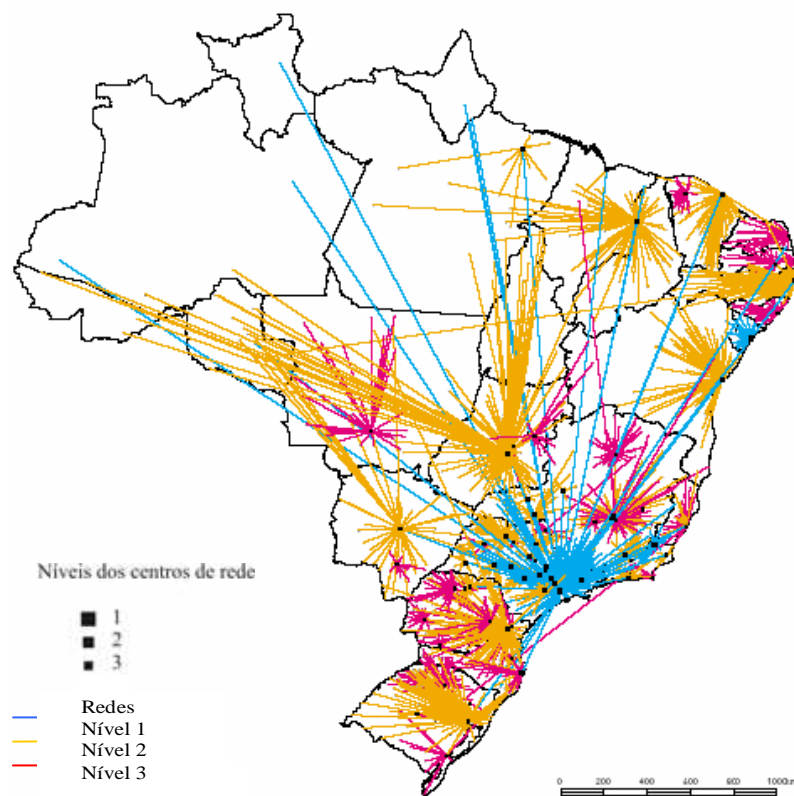 Níveis dos centros de rede
1
2
3
Redes
Nível 1
Nível 2
Nível 3
0 200 400 600 800 1000